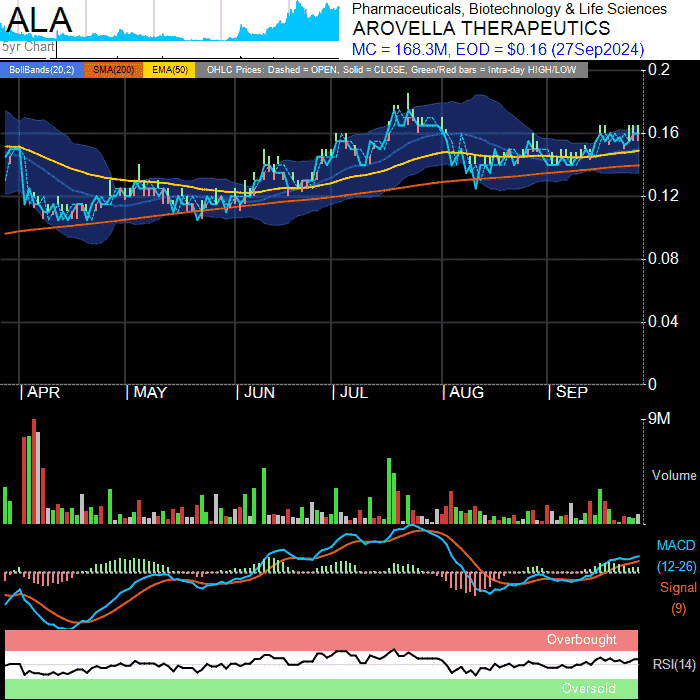 ALA
5yr Chart
Pharmaceuticals, Biotechnology & Life Sciences
AROVELLA THERAPEUTICS
MC = 168.3M, EOD = $0.16 (27Sep2024)
BollBands(20,2) SMA(200) EMA(50) OHLC Prices: Dashed = OPEN, Solid = CLOSE, Green/Red bars = Intra-day HIGH/LOW
0.2
0.16
0.12
0.08
0.04
0
APR MAY JUN JUL AUG SEP
9M
Volume
MACD
(12-26)
Signal
(9)
Overbought
RSI(14)
Oversold